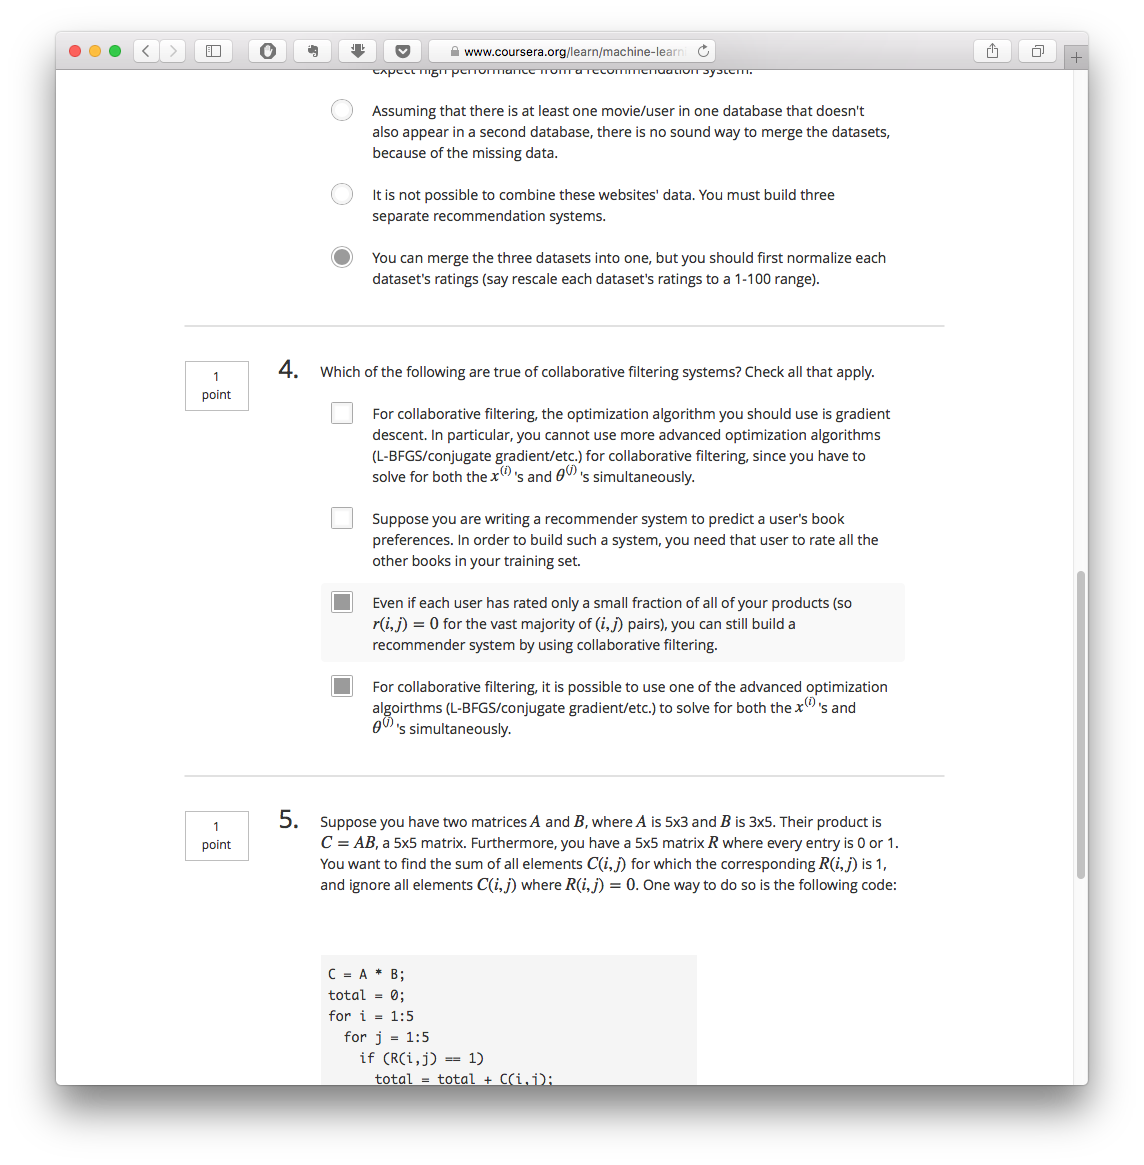 www.coursera.org/learn/machine-learn
expect high performance from a recommendation system.
Assuming that there is at least one movie/user in one database that doesn't
also appear in a second database, there is no sound way to merge the datasets,
because of the missing data.
It is not possible to combine these websites' data. You must build three
separate recommendation systems.
You can merge the three datasets into one, but you should first normalize each
dataset's ratings (say rescale each dataset's ratings to a 1-100 range).
1
point
4.
Which of the following are true of collaborative filtering systems? Check all that apply.
For collaborative filtering, the optimization algorithm you should use is gradient
descent. In particular, you cannot use more advanced optimization algorithms
(L-BFGS/conjugate gradient/etc.) for collaborative filtering, since you have to
solve for both the x^(i) 's and θ^(j) 's simultaneously.
Suppose you are writing a recommender system to predict a user's book
preferences. In order to build such a system, you need that user to rate all the
other books in your training set.
Even if each user has rated only a small fraction of all of your products (so
r(i, j) = 0 for the vast majority of (i, j) pairs), you can still build a
recommender system by using collaborative filtering.
For collaborative filtering, it is possible to use one of the advanced optimization
algoirthms (L-BFGS/conjugate gradient/etc.) to solve for both the x^(i) 's and
θ^(j) 's simultaneously.
1
point
5.
Suppose you have two matrices A and B, where A is 5x3 and B is 3x5. Their product is
C = AB, a 5x5 matrix. Furthermore, you have a 5x5 matrix R where every entry is 0 or 1.
You want to find the sum of all elements C(i, j) for which the corresponding R(i, j) is 1,
and ignore all elements C(i, j) where R(i, j) = 0. One way to do so is the following code:
C = A * B;
total = 0;
for i = 1:5
for j = 1:5
if (R(i,j) == 1)
total = total + C(i,j);